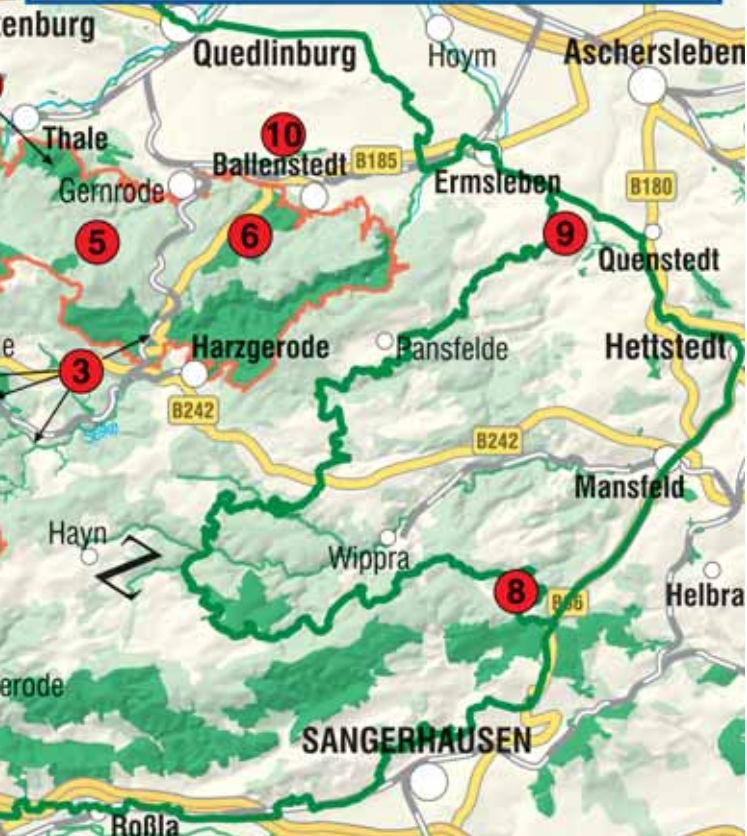 tenburg
Quedlinburg
Hoym
Aschersleben
Thale
10
Ballenstedt
B185
Gernrode
Ermsleben
B180
5
6
9
Quenstedt
e
3
Harzgerode
Pansfelde
Hettstedt
B242
B242
Mansfeld
Hayn
Z
Wippra
8
B86
Helbra
erode
SANGERHAUSEN
Roßla